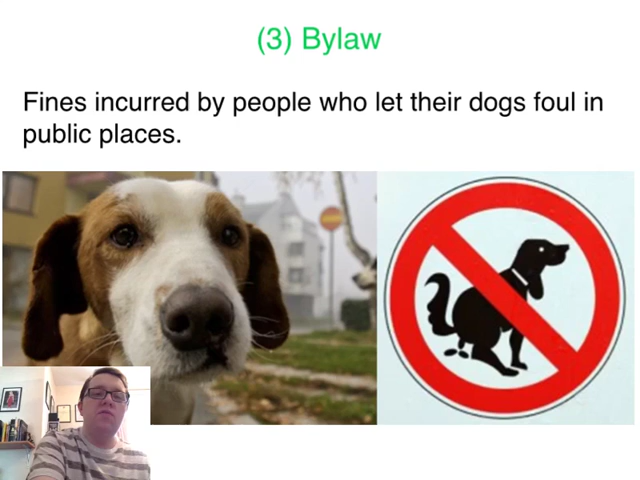 (3) Bylaw
Fines incurred by people who let their dogs foul in
public places.